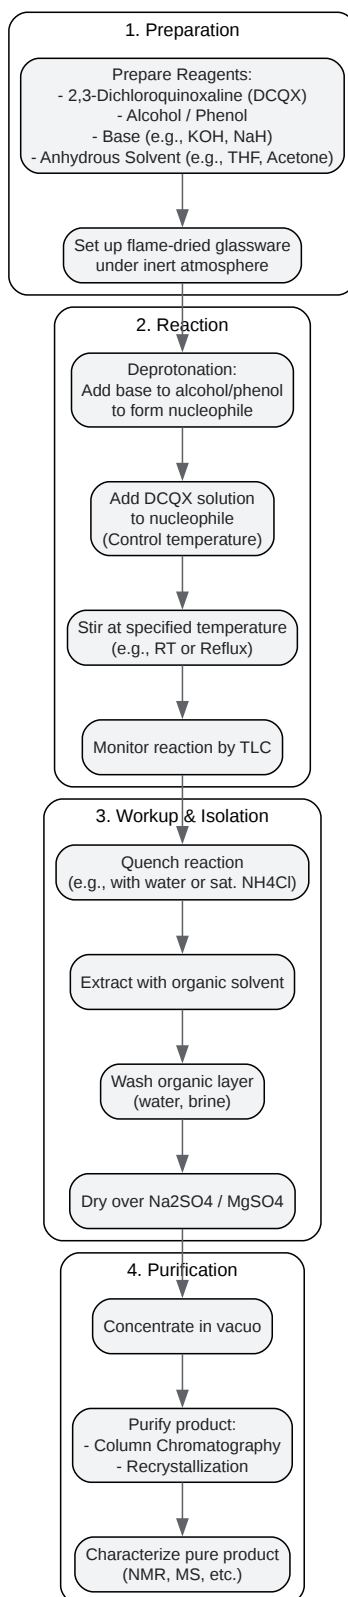 1. Preparation
Prepare Reagents:
- 2,3-Dichloroquinoxaline (DCQX)
- Alcohol / Phenol
- Base (e.g., KOH, NaH)
- Anhydrous Solvent (e.g., THF, Acetone)
Set up flame-dried glassware
under inert atmosphere
2. Reaction
Deprotonation:
Add base to alcohol/phenol
to form nucleophile
Add DCQX solution
to nucleophile
(Control temperature)
Stir at specified temperature
(e.g., RT or Reflux)
Monitor reaction by TLC
3. Workup & Isolation
Quench reaction
(e.g., with water or sat. NH4Cl)
Extract with organic solvent
Wash organic layer
(water, brine)
Dry over Na2SO4 / MgSO4
4. Purification
Concentrate in vacuo
Purify product:
- Column Chromatography
- Recrystallization
Characterize pure product
(NMR, MS, etc.)